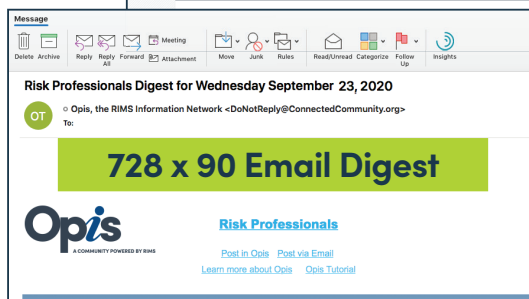 Message
Delete Archive Reply Reply All Forward Meeting Attachment Move Junk Rules Read/Unread Categorize Follow Up Insights
Risk Professionals Digest for Wednesday September 23, 2020
OT
Opis, the RIMS Information Network <DoNotReply@ConnectedCommunity.org>
To:
728 x 90 Email Digest
Opis
A COMMUNITY POWERED BY RIMS
Risk Professionals
Post in Opis Post via Email
Learn more about Opis Opis Tutorial